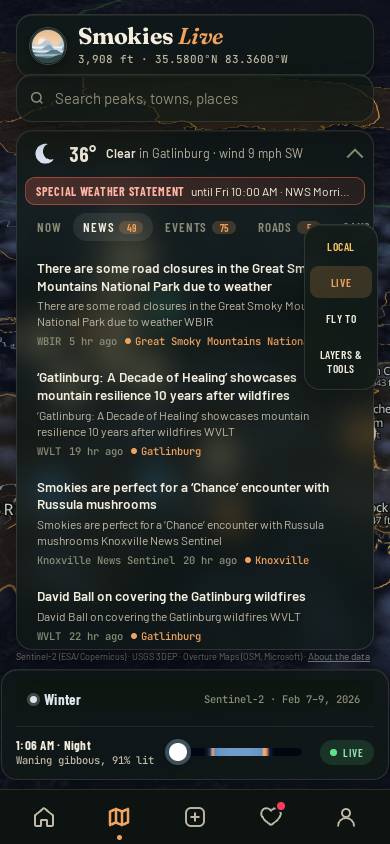 Smokies Live
3,908 ft · 35.5800°N 83.3600°W
Search peaks, towns, places
36° Clear in Gatlinburg · wind 9 mph SW
SPECIAL WEATHER STATEMENT until Fri 10:00 AM · NWS Morri...
NOW NEWS 49 EVENTS 75 ROADS
LOCAL
LIVE
FLY TO
LAYERS &
TOOLS
There are some road closures in the Great Sm
Mountains National Park due to weather
There are some road closures in the Great Smoky Mou
National Park due to weather WBIR
WBIR 5 hr ago Great Smoky Mountains Nation
'Gatlinburg: A Decade of Healing' showcases
mountain resilience 10 years after wildfires
'Gatlinburg: A Decade of Healing' showcases mountain
resilience 10 years after wildfires WVLT
WVLT 19 hr ago Gatlinburg
Smokies are perfect for a 'Chance' encounter with
Russula mushrooms
Smokies are perfect for a 'Chance' encounter with Russula
mushrooms Knoxville News Sentinel
Knoxville News Sentinel 20 hr ago Knoxville
David Ball on covering the Gatlinburg wildfires
David Ball on covering the Gatlinburg wildfires WVLT
WVLT 22 hr ago Gatlinburg
Sentinel-2 (ESA/Copernicus) · USGS 3DEP · Overture Maps (OSM, Microsoft) · About the data
Winter Sentinel-2 · Feb 7–9, 2026
1:06 AM · Night
Waning gibbous, 91% lit
LIVE